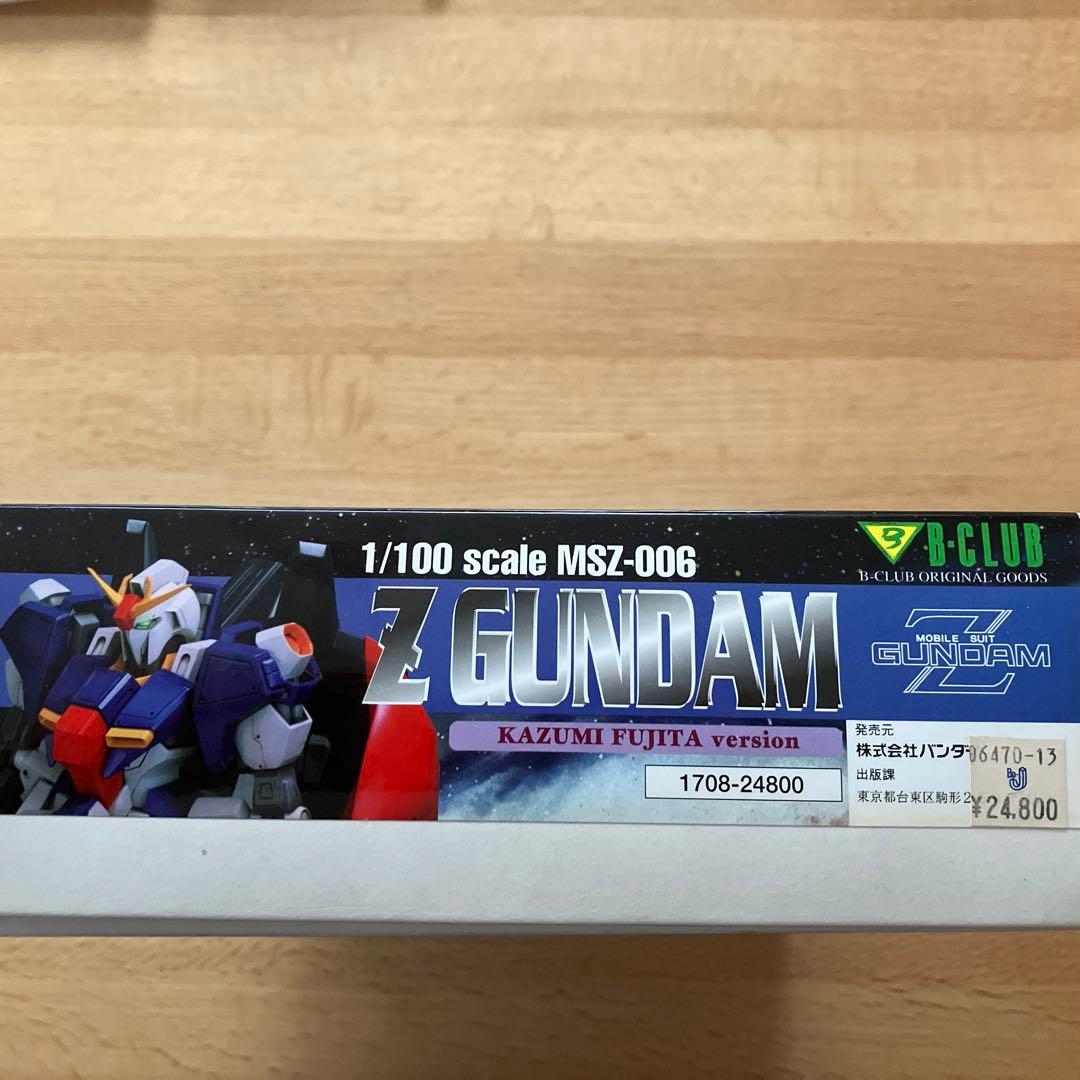 1/100 scale MSZ-006
Z GUNDAM
KAZUMI FUJITA version
1708-24800
B
B-CLUB
B-CLUB ORIGINAL GOODS
MOBILE SUIT
Z GUNDAM
発売元
株式会社バンダ
出版課
東京都台東区駒形2
06470-13
¥24,800